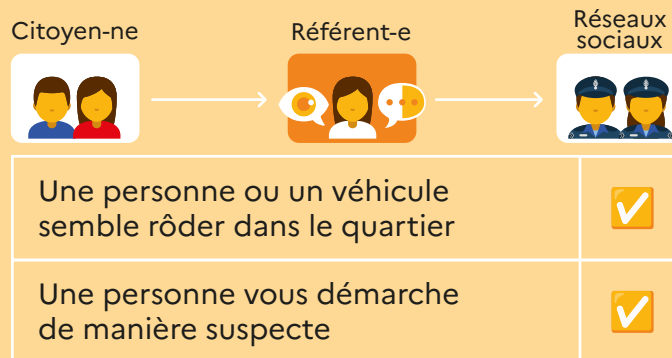 Citoyen-ne
Référent-e
Réseaux
sociaux
Une personne ou un véhicule
semble rôder dans le quartier
Une personne vous démarche
de manière suspecte